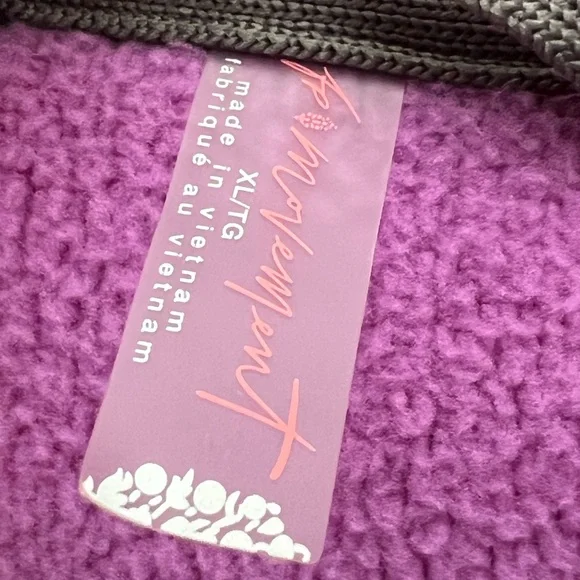 fp movement
XL/TG
made in vietnam
fabriqué au vietnam